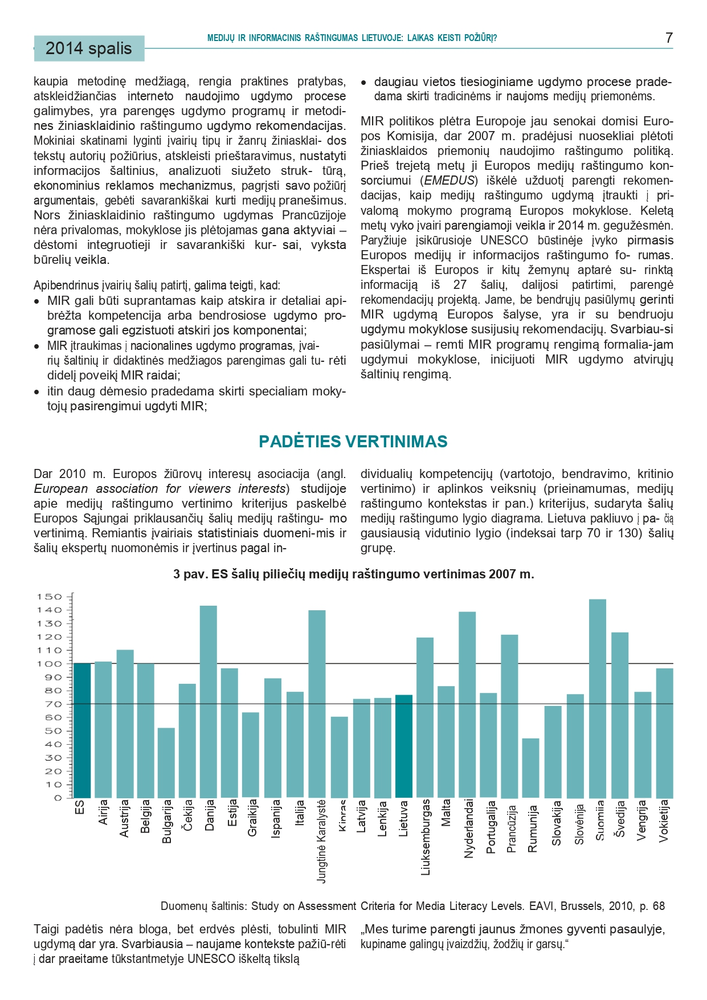 2014 spalis
MEDIJŲ IR INFORMACINIS RAŠTINGUMAS LIETUVOJE: LAIKAS KEISTI POŽIŪRĮ?
7
kaupia metodinę medžiagą, rengia praktines pratybas,
atskleidžiančias interneto naudojimo ugdymo procese
galimybes, yra parengęs ugdymo programų ir metodi-
nes žiniasklaidinio raštingumo ugdymo rekomendacijas.
Mokiniai skatinami lyginti įvairių tipų ir žanrų žiniasklai- dos
tekstų autorių požiūrius, atskleisti prieštaravimus, nustatyti
informacijos šaltinius, analizuoti siužeto struk- tūrą,
ekonominius reklamos mechanizmus, pagrįsti savo požiūrį
argumentais, gebėti savarankiškai kurti medijų pranešimus.
Nors žiniasklaidinio raštingumo ugdymas Prancūzijoje
nėra privalomas, mokyklose jis plėtojamas gana aktyviai –
dėstomi integruotieji ir savarankiški kur- sai, vyksta
būrelių veikla.
Apibendrinus įvairių šalių patirtį, galima teigti, kad:
• MIR gali būti suprantamas kaip atskira ir detaliai api-
brėžta kompetencija arba bendrosiose ugdymo pro-
gramose gali egzistuoti atskiri jos komponentai;
• MIR įtraukimas į nacionalines ugdymo programas, įvai-
rių šaltinių ir didaktinės medžiagos parengimas gali tu- rėti
didelį poveikį MIR raidai;
• itin daug dėmesio pradedama skirti specialiam moky-
tojų pasirengimui ugdyti MIR;
• daugiau vietos tiesioginiame ugdymo procese prade-
dama skirti tradicinėms ir naujoms medijų priemonėms.
MIR politikos plėtra Europoje jau senokai domisi Euro-
pos Komisija, dar 2007 m. pradėjusi nuosekliai plėtoti
žiniasklaidos priemonių naudojimo raštingumo politiką.
Prieš trejetą metų ji Europos medijų raštingumo kon-
sorciumui (EMEDUS) iškėlė užduotį parengti rekomen-
dacijas, kaip medijų raštingumo ugdymą įtraukti į pri-
valomą mokymo programą Europos mokyklose. Keletą
metų vyko įvairi parengiamoji veikla ir 2014 m. gegužėsmėn.
Paryžiuje įsikūrusioje UNESCO būstinėje įvyko pirmasis
Europos medijų ir informacijos raštingumo fo- rumas.
Ekspertai iš Europos ir kitų žemynų aptarė su- rinktą
informaciją iš 27 šalių, dalijosi patirtimi, parengė
rekomendacijų projektą. Jame, be bendrųjų pasiūlymų gerinti
MIR ugdymą Europos šalyse, yra ir su bendruoju
ugdymu mokyklose susijusių rekomendacijų. Svarbiau-si
pasiūlymai – remti MIR programų rengimą formalia-jam
ugdymui mokyklose, inicijuoti MIR ugdymo atvirųjų
šaltinių rengimą.
PADĖTIES VERTINIMAS
Dar 2010 m. Europos žiūrovų interesų asociacija (angl.
European association for viewers interests) studijoje
apie medijų raštingumo vertinimo kriterijus paskelbė
Europos Sąjungai priklausančių šalių medijų raštingu- mo
vertinimą. Remiantis įvairiais statistiniais duomeni-mis ir
šalių ekspertų nuomonėmis ir įvertinus pagal in-
dividualių kompetencijų (vartotojo, bendravimo, kritinio
vertinimo) ir aplinkos veiksnių (prieinamumas, medijų
raštingumo kontekstas ir pan.) kriterijus, sudaryta šalių
medijų raštingumo lygio diagrama. Lietuva pakliuvo į pa- čią
gausiausią vidutinio lygio (indeksai tarp 70 ir 130) šalių
grupę.
3 pav. ES šalių piliečių medijų raštingumo vertinimas 2007 m.
150
140
130
120
110
100
90
80
70
60
50
40
30
20
10
0
ES
Airija
Austrija
Belgija
Bulgarija
Čekija
Danija
Estija
Graikija
Ispanija
Italija
Jungtinė Karalystė
Kipras
Latvija
Lenkija
Lietuva
Liuksemburgas
Malta
Nyderlandai
Portugalija
Prancūzija
Rumunija
Slovakija
Slovėnija
Suomija
Švedija
Vengrija
Vokietija
Duomenų šaltinis: Study on Assessment Criteria for Media Literacy Levels. EAVI, Brussels, 2010, p. 68
Taigi padėtis nėra bloga, bet erdvės plėsti, tobulinti MIR
ugdymą dar yra. Svarbiausia – naujame kontekste pažiū-rėti
į dar praeitame tūkstantmetyje UNESCO iškeltą tikslą
„Mes turime parengti jaunus žmones gyventi pasaulyje,
kupiname galingų įvaizdžių, žodžių ir garsų.“